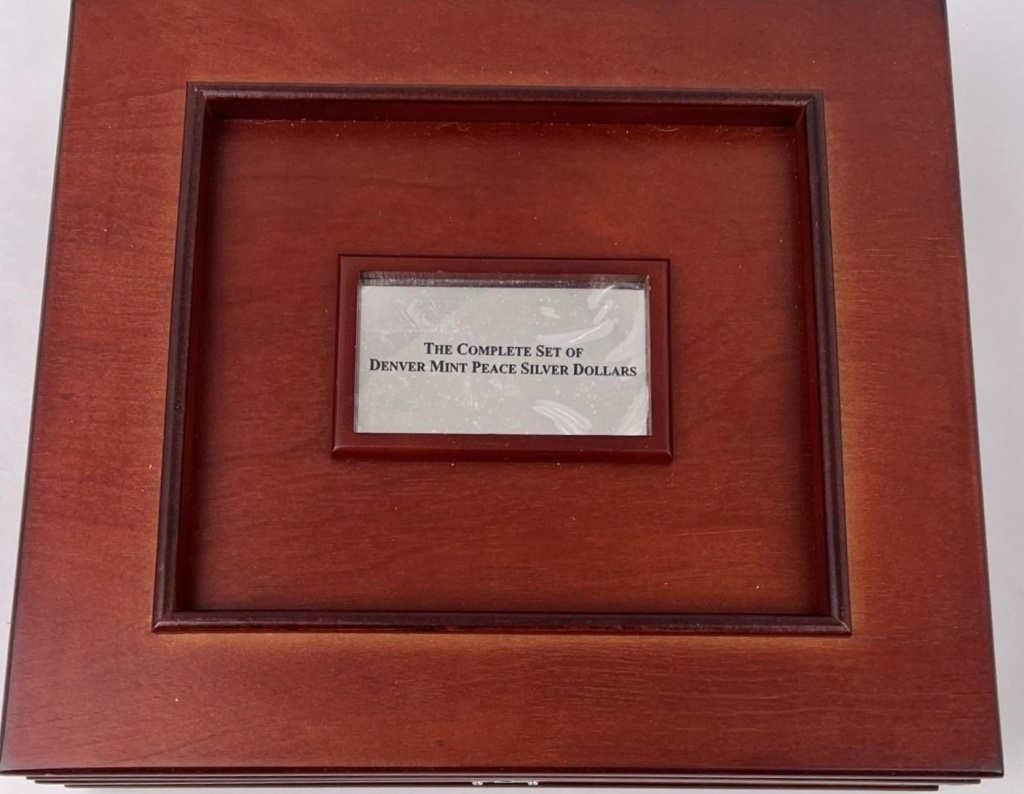 THE COMPLETE SET OF
DENVER MINT PEACE SILVER DOLLARS